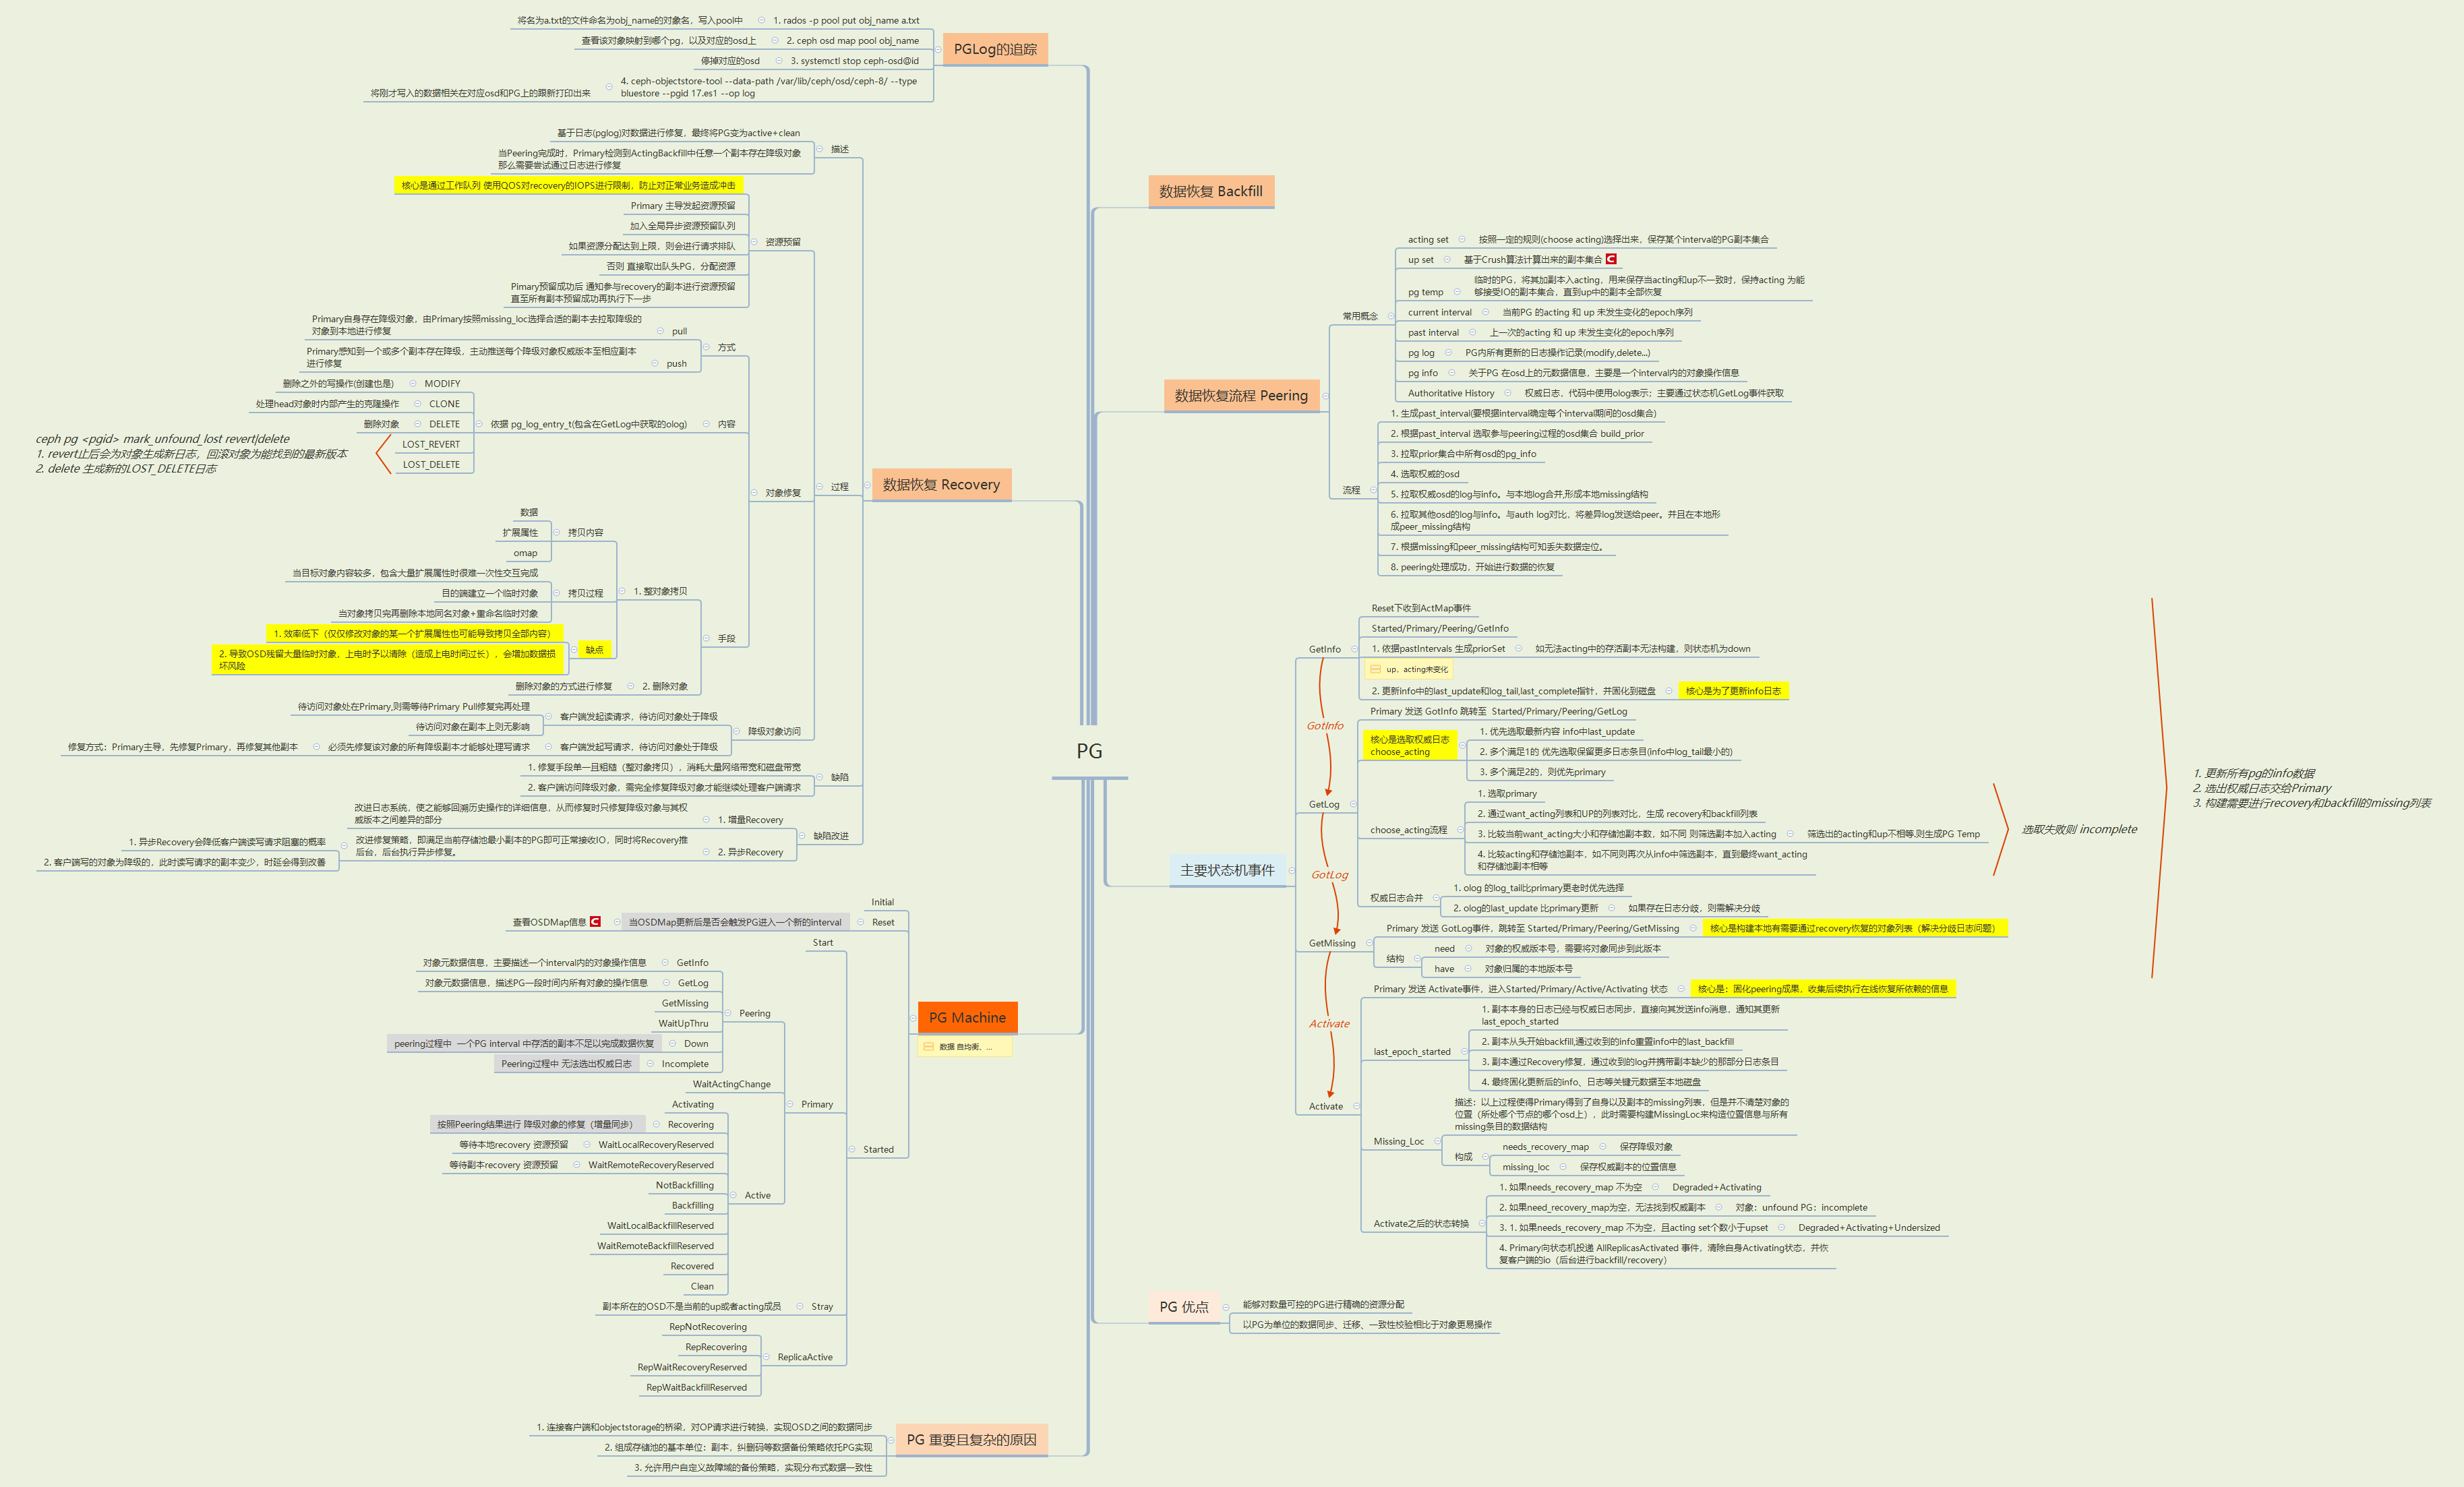 PG
PGLog的追踪
1. rados -p pool put obj_name a.txt
将名为a.txt的文件命名为obj_name的对象名，写入pool中
2. ceph osd map pool obj_name
查看该对象映射到哪个pg，以及对应的osd上
3. systemctl stop ceph-osd@id
停掉对应的osd
4. ceph-objectstore-tool --data-path /var/lib/ceph/osd/ceph-8/ --type
bluestore --pgid 17.es1 --op log
将刚才写入的数据相关在对应osd和PG上的跟新打印出来
数据恢复 Recovery
描述
基于日志(pglog)对数据进行修复，最终将PG变为active+clean
当Peering完成时，Primary检测到ActingBackfill中任意一个副本存在降级对象
那么需要尝试通过日志进行修复
过程
资源预留
核心是通过工作队列 使用QOS对recovery的IOPS进行限制，防止对正常业务造成冲击
Primary 主导发起资源预留
加入全局异步资源预留队列
如果资源分配达到上限，则会进行请求排队
否则 直接取出队头PG，分配资源
Pimary预留成功后 通知参与recovery的副本进行资源预留
直至所有副本预留成功再执行下一步
对象修复
方式
pull
Primary自身存在降级对象，由Primary按照missing_loc选择合适的副本去拉取降级的
对象到本地进行修复
push
Primary感知到一个或多个副本存在降级，主动推送每个降级对象权威版本至相应副本
进行修复
内容
依据 pg_log_entry_t(包含在GetLog中获取的olog)
MODIFY
删除之外的写操作(创建也是)
CLONE
处理head对象时内部产生的克隆操作
DELETE
删除对象
LOST_REVERT
LOST_DELETE
ceph pg <pgid> mark_unfound_lost revert|delete
1. revert止后会为对象生成新日志，回滚对象为能找到的最新版本
2. delete 生成新的LOST_DELETE日志
手段
1. 整对象拷贝
拷贝内容
数据
扩展属性
omap
拷贝过程
当目标对象内容较多，包含大量扩展属性时很难一次性交互完成
目的端建立一个临时对象
当对象拷贝完再删除本地同名对象+重命名临时对象
缺点
1. 效率低下（仅仅修改对象的某一个扩展属性也可能导致拷贝全部内容）
2. 导致OSD残留大量临时对象，上电时予以清除（造成上电时间过长），会增加数据损
坏风险
2. 删除对象
删除对象的方式进行修复
降级对象访问
客户端发起读请求，待访问对象处于降级
待访问对象处在Primary,则需等待Primary Pull修复完再处理
待访问对象在副本上则无影响
客户端发起写请求，待访问对象处于降级
必须先修复该对象的所有降级副本才能够处理写请求
修复方式：Primary主导，先修复Primary，再修复其他副本
缺陷
1. 修复手段单一且粗糙（整对象拷贝），消耗大量网络带宽和磁盘带宽
2. 客户端访问降级对象，需完全修复降级对象才能继续处理客户端请求
缺陷改进
1. 增量Recovery
改进日志系统，使之能够回溯历史操作的详细信息，从而修复时只修复降级对象与其权
威版本之间差异的部分
2. 异步Recovery
改进修复策略，即满足当前存储池最小副本的PG即可正常接收IO，同时将Recovery推
后台，后台执行异步修复。
1. 异步Recovery会降低客户端读写请求阻塞的概率
2. 客户端写的对象为降级的，此时读写请求的副本变少，时延会得到改善
PG Machine
数据 自均衡、...
Initial
Reset
当OSDMap更新后是否会触发PG进入一个新的interval
查看OSDMap信息
Started
Start
Primary
Peering
GetInfo
对象元数据信息，主要描述一个interval内的对象操作信息
GetLog
对象元数据信息，描述PG一段时间内所有对象的操作信息
GetMissing
WaitUpThru
Down
peering过程中 一个PG interval 中存活的副本不足以完成数据恢复
Incomplete
Peering过程中 无法选出权威日志
WaitActingChange
Active
Activating
Recovering
按照Peering结果进行 降级对象的修复（增量同步）
WaitLocalRecoveryReserved
等待本地recovery 资源预留
WaitRemoteRecoveryReserved
等待副本recovery 资源预留
NotBackfilling
Backfilling
WaitLocalBackfillReserved
WaitRemoteBackfillReserved
Recovered
Clean
Stray
副本所在的OSD不是当前的up或者acting成员
ReplicaActive
RepNotRecovering
RepRecovering
RepWaitRecoveryReserved
RepWaitBackfillReserved
PG 重要且复杂的原因
1. 连接客户端和objectstorage的桥梁，对OP请求进行转换，实现OSD之间的数据同步
2. 组成存储池的基本单位：副本，纠删码等数据备份策略依托PG实现
3. 允许用户自定义故障域的备份策略，实现分布式数据一致性
数据恢复 Backfill
数据恢复流程 Peering
常用概念
acting set
按照一定的规则(choose acting)选择出来，保存某个interval的PG副本集合
up set
基于Crush算法计算出来的副本集合
pg temp
临时的PG，将其加副本入acting，用来保存当acting和up不一致时，保持acting 为能
够接受IO的副本集合，直到up中的副本全部恢复
current interval
当前PG 的acting 和 up 未发生变化的epoch序列
past interval
上一次的acting 和 up 未发生变化的epoch序列
pg log
PG内所有更新的日志操作记录(modify,delete...)
pg info
关于PG 在osd上的元数据信息，主要是一个interval内的对象操作信息
Authoritative History
权威日志，代码中使用olog表示；主要通过状态机GetLog事件获取
流程
1. 生成past_interval(要根据interval确定每个interval期间的osd集合)
2. 根据past_interval 选取参与peering过程的osd集合 build_prior
3. 拉取prior集合中所有osd的pg_info
4. 选取权威的osd
5. 拉取权威osd的log与info。与本地log合并,形成本地missing结构
6. 拉取其他osd的log与info。与auth log对比，将差异log发送给peer。并且在本地形
成peer_missing结构
7. 根据missing和peer_missing结构可知丢失数据定位。
8. peering处理成功，开始进行数据的恢复
主要状态机事件
GetInfo
Reset下收到ActMap事件
Started/Primary/Peering/GetInfo
1. 依据pastIntervals 生成priorSet
如无法acting中的存活副本无法构建，则状态机为down
up，acting未变化
2. 更新info中的last_update和log_tail,last_complete指针，并固化到磁盘
核心是为了更新info日志
GotInfo
GetLog
Primary 发送 GotInfo 跳转至 Started/Primary/Peering/GetLog
核心是选取权威日志
choose_acting
1. 优先选取最新内容 info中last_update
2. 多个满足1的 优先选取保留更多日志条目(info中log_tail最小的)
3. 多个满足2的，则优先primary
choose_acting流程
1. 选取primary
2. 通过want_acting列表和UP的列表对比，生成 recovery和backfill列表
3. 比较当前want_acting大小和存储池副本数，如不同 则筛选副本加入acting
筛选出的acting和up不相等.则生成PG Temp
4. 比较acting和存储池副本，如不同则再次从info中筛选副本，直到最终want_acting
和存储池副本相等
选取失败则 incomplete
权威日志合并
1. olog 的log_tail比primary更老时优先选择
2. olog的last_update 比primary更新
如果存在日志分歧，则需解决分歧
GotLog
GetMissing
Primary 发送 GotLog事件，跳转至 Started/Primary/Peering/GetMissing
核心是构建本地有需要通过recovery恢复的对象列表（解决分歧日志问题）
结构
need
对象的权威版本号，需要将对象同步到此版本
have
对象归属的本地版本号
1. 更新所有pg的info数据
2. 选出权威日志交给Primary
3. 构建需要进行recovery和backfill的missing列表
Activate
Activate
Primary 发送 Activate事件，进入Started/Primary/Active/Activating 状态
核心是：固化peering成果，收集后续执行在线恢复所依赖的信息
last_epoch_started
1. 副本本身的日志已经与权威日志同步，直接向其发送info消息，通知其更新
last_epoch_started
2. 副本从头开始backfill,通过收到的info重置info中的last_backfill
3. 副本通过Recovery修复，通过收到的log并携带副本缺少的那部分日志条目
4. 最终固化更新后的info、日志等关键元数据至本地磁盘
Missing_Loc
描述：以上过程使得Primary得到了自身以及副本的missing列表，但是并不清楚对象的
位置（所处哪个节点的哪个osd上），此时需要构建MissingLoc来构造位置信息与所有
missing条目的数据结构
构成
needs_recovery_map
保存降级对象
missing_loc
保存权威副本的位置信息
Activate之后的状态转换
1. 如果needs_recovery_map 不为空
Degraded+Activating
2. 如果need_recovery_map为空，无法找到权威副本
对象：unfound PG：incomplete
3. 1. 如果needs_recovery_map 不为空，且acting set个数小于upset
Degraded+Activating+Undersized
4. Primary向状态机投递 AllReplicasActivated 事件，清除自身Activating状态，并恢
复客户端的io（后台进行backfill/recovery）
PG 优点
能够对数量可控的PG进行精确的资源分配
以PG为单位的数据同步、迁移、一致性校验相比于对象更易操作